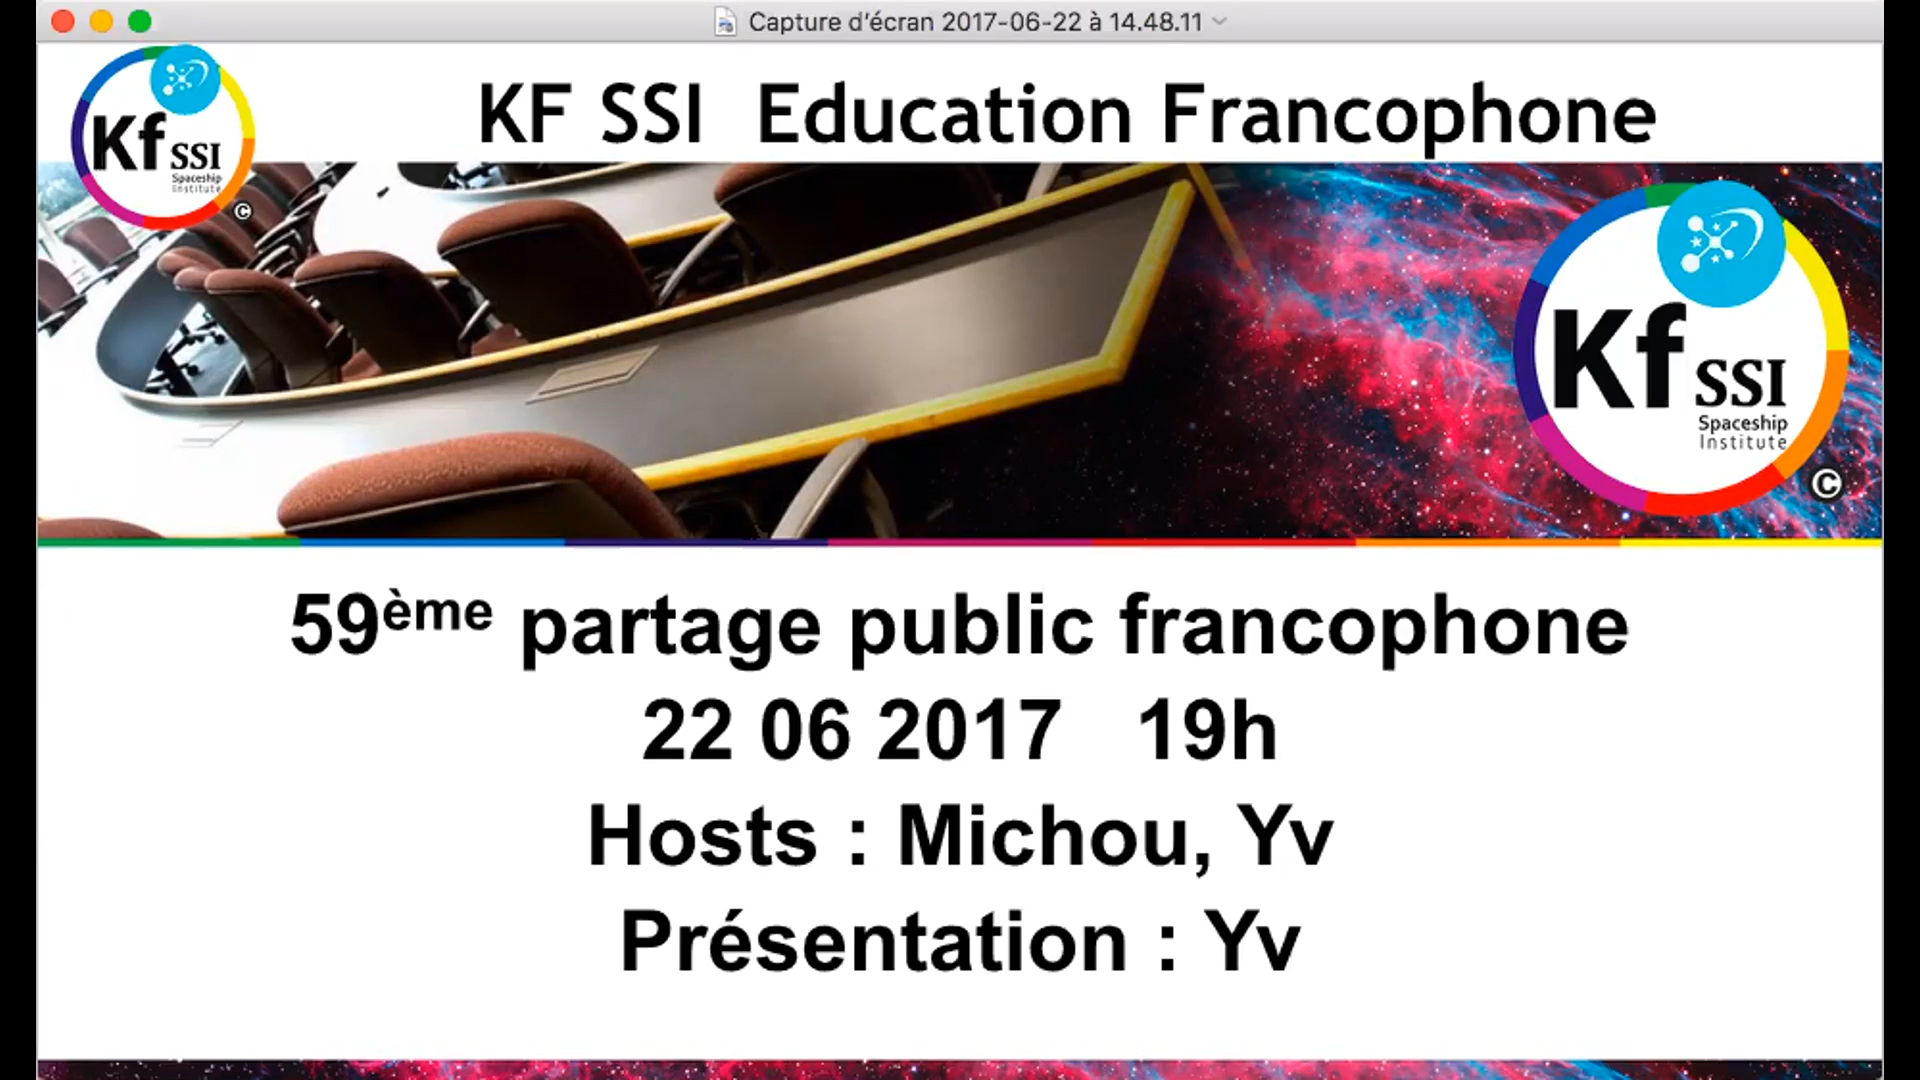 Capture d'écran 2017-06-22 à 14.48.11
Kf SSI
Spaceship
Institute
©
KF SSI Education Francophone
Kf SSI
Spaceship
Institute
©
59ème partage public francophone
22 06 2017 19h
Hosts : Michou, Yv
Présentation : Yv